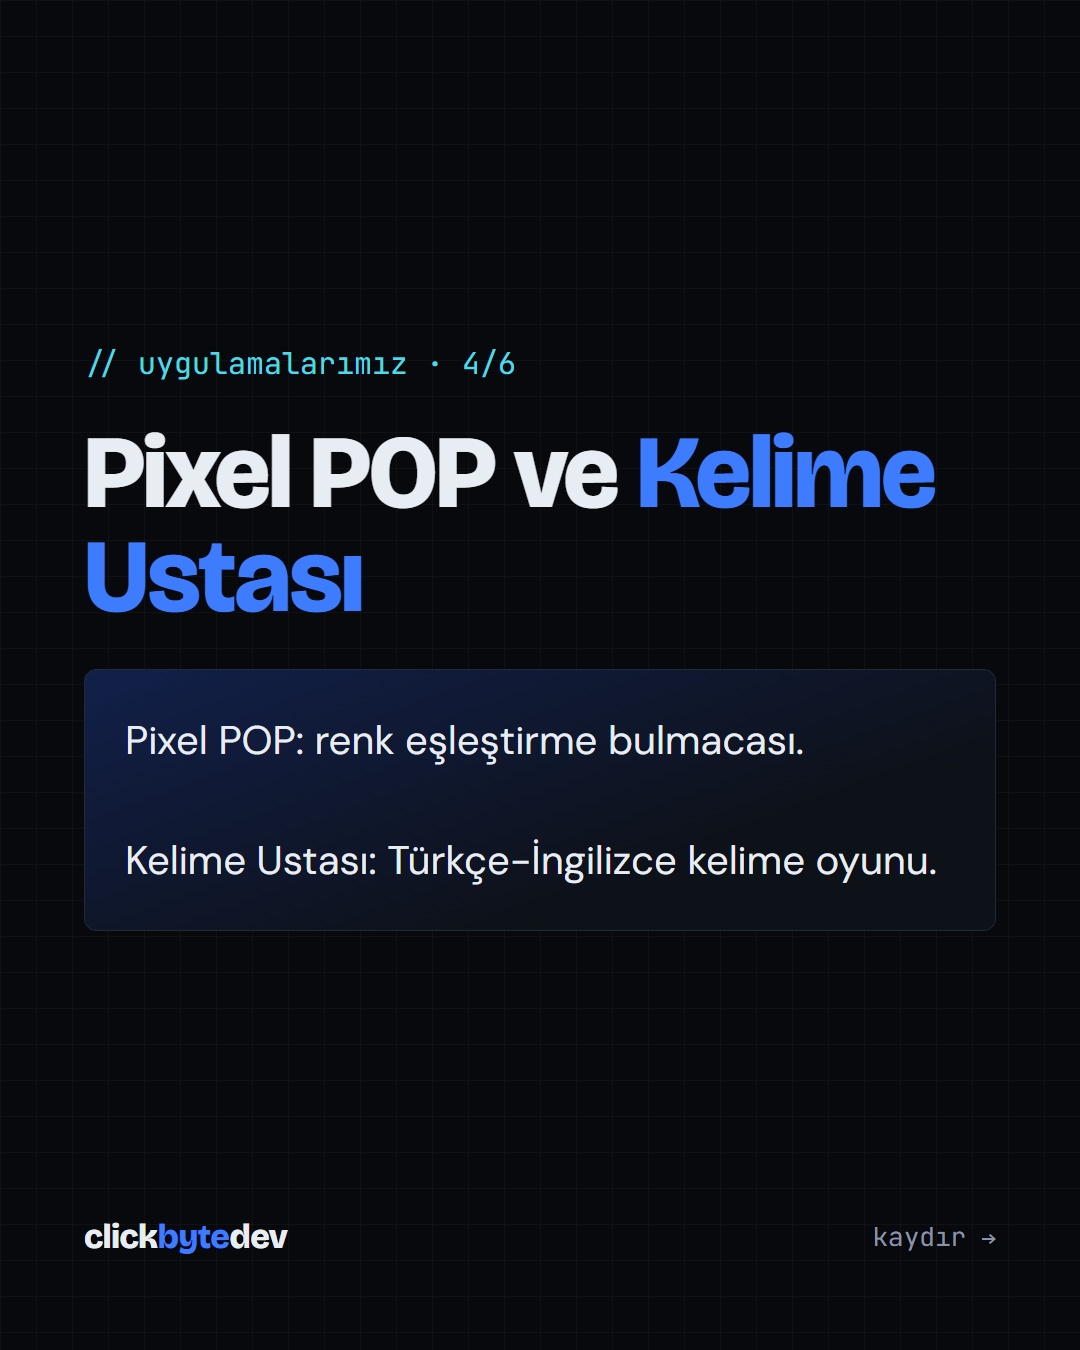 // uygulamalarımız · 4/6
Pixel POP ve Kelime
Ustası
Pixel POP: renk eşleştirme bulmacası.
Kelime Ustası: Türkçe-İngilizce kelime oyunu.
clickbytedev
kaydır →